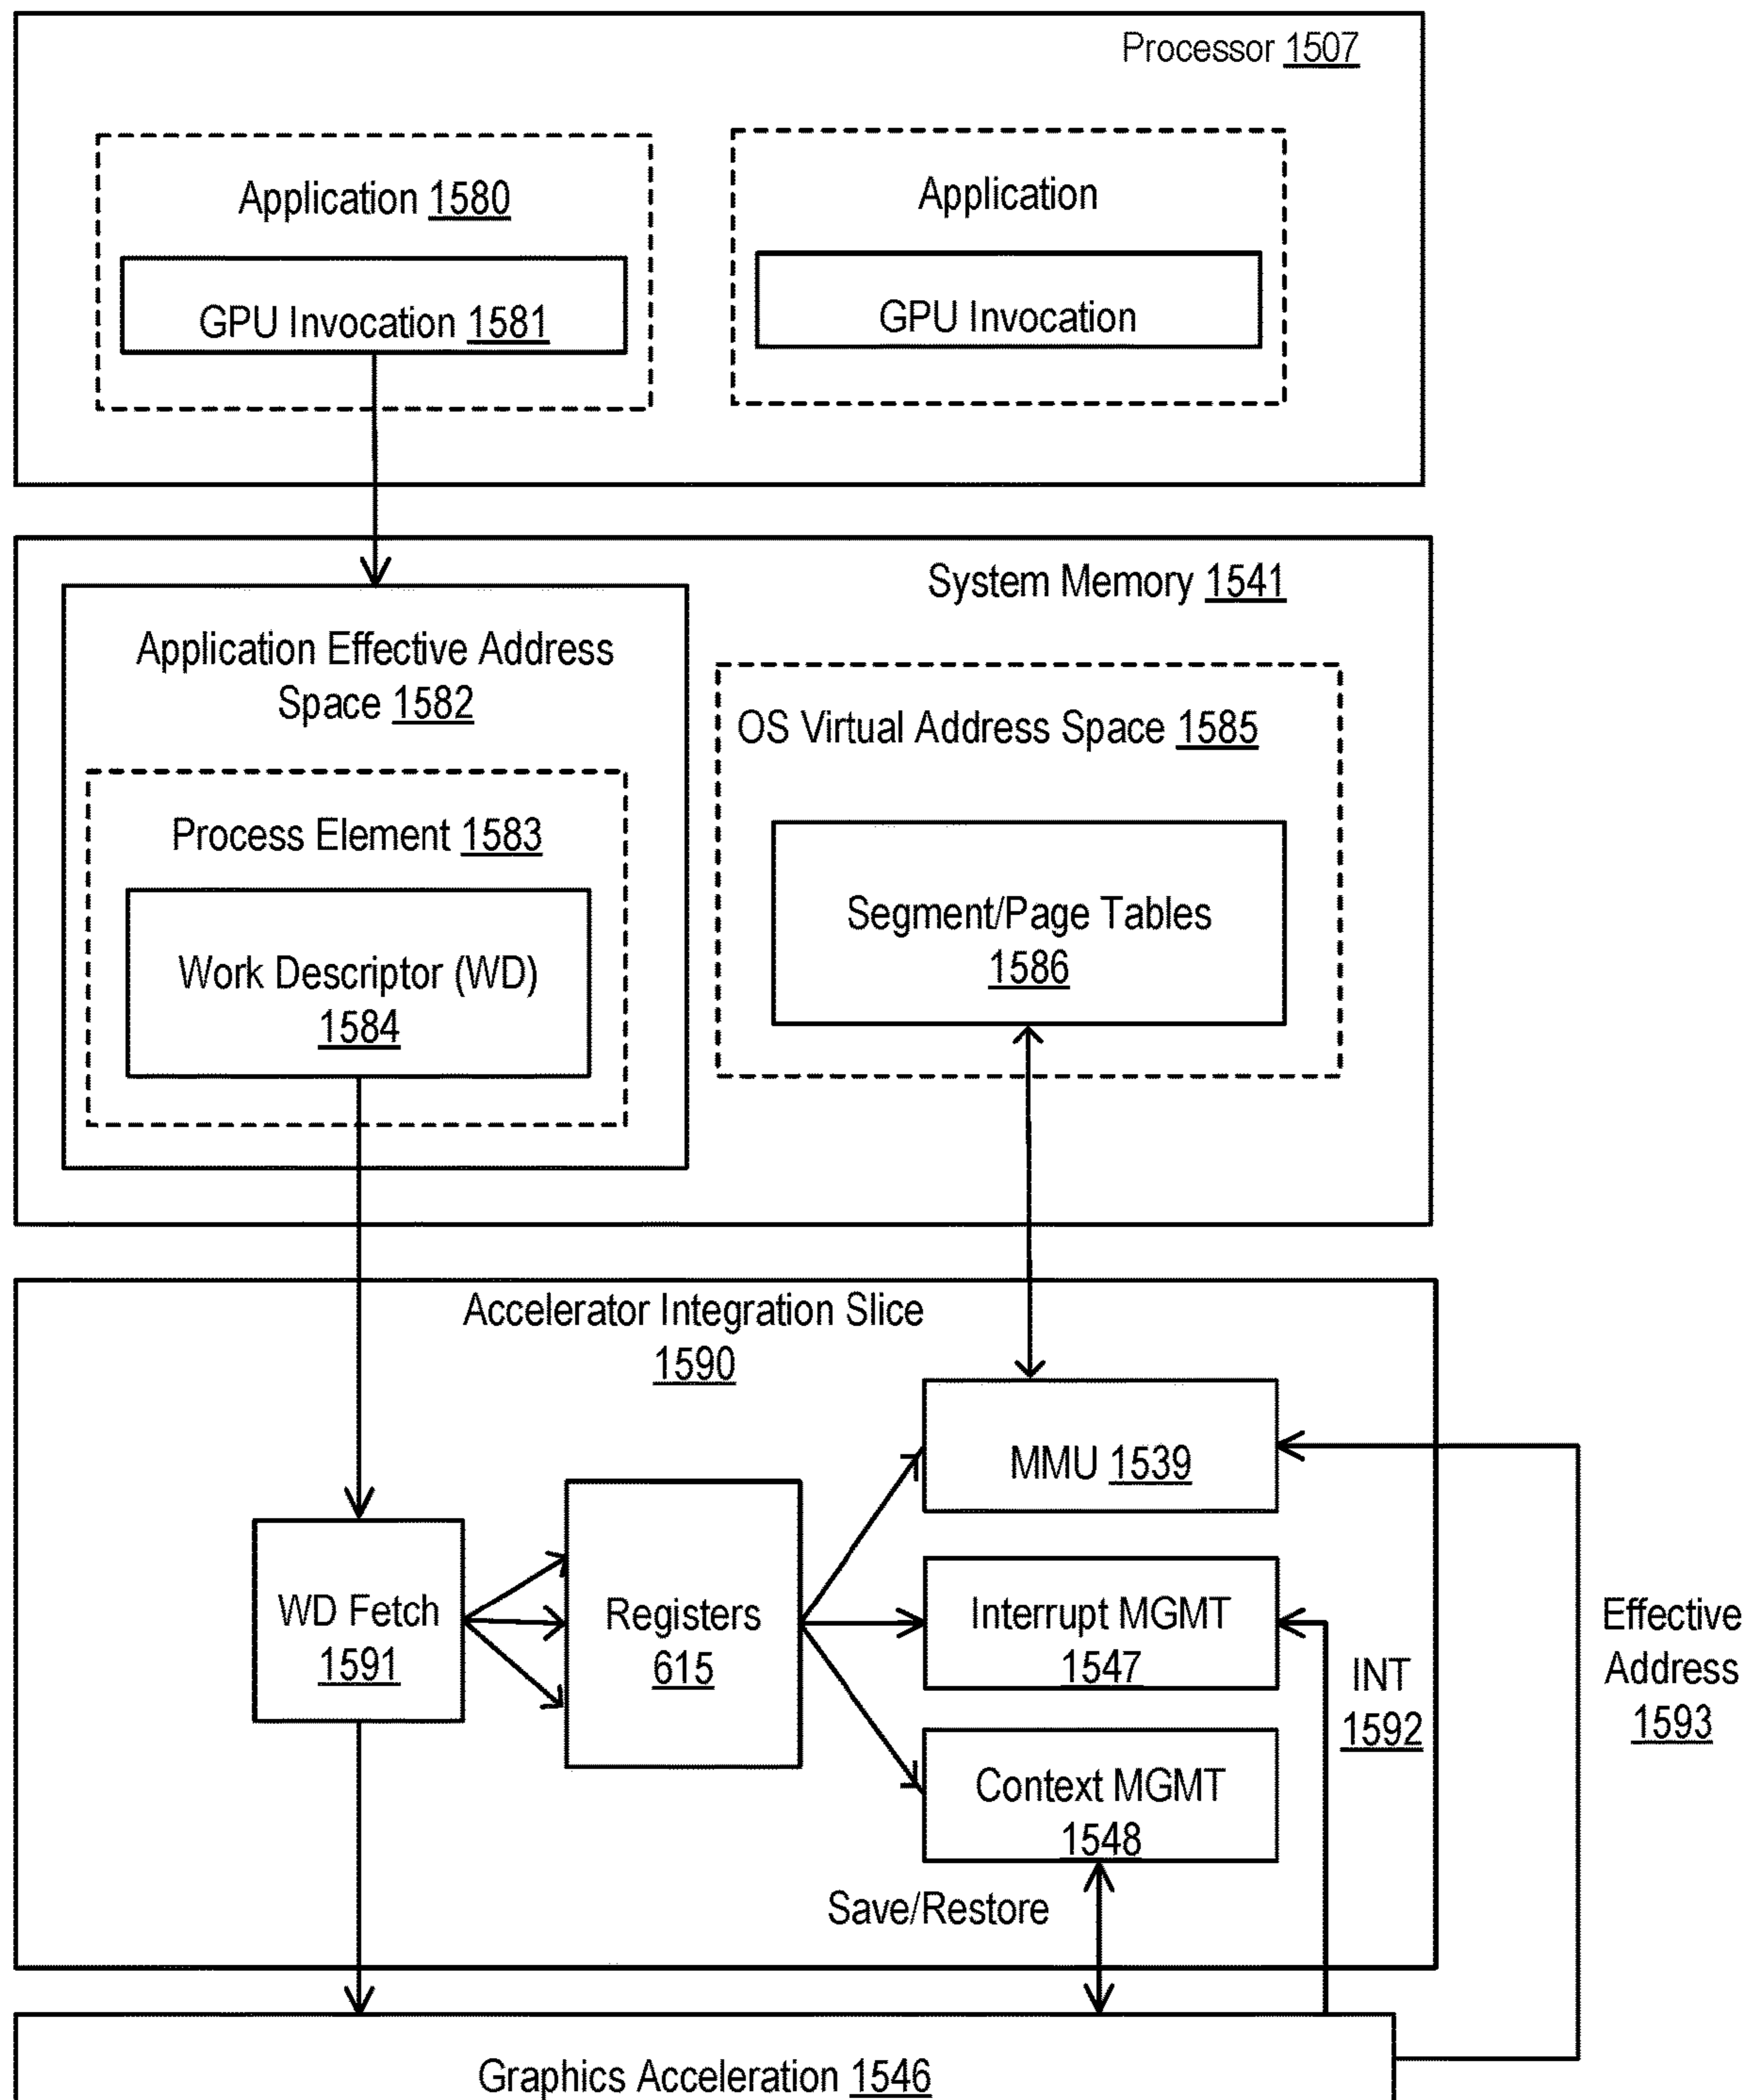 Processor 1507
Application 1580
Application
GPU Invocation 1581
GPU Invocation
System Memory 1541
Application Effective Address
Space 1582
OS Virtual Address Space 1585
Process Element 1583
Segment/Page Tables
1586
Work Descriptor (WD)
1584
Accelerator Integration Slice
1590
MMU 1539
WD Fetch
1591
Registers
615
Interrupt MGMT
1547
INT
1592
Effective
Address
1593
Context MGMT
1548
Save/Restore
Graphics Acceleration 1546